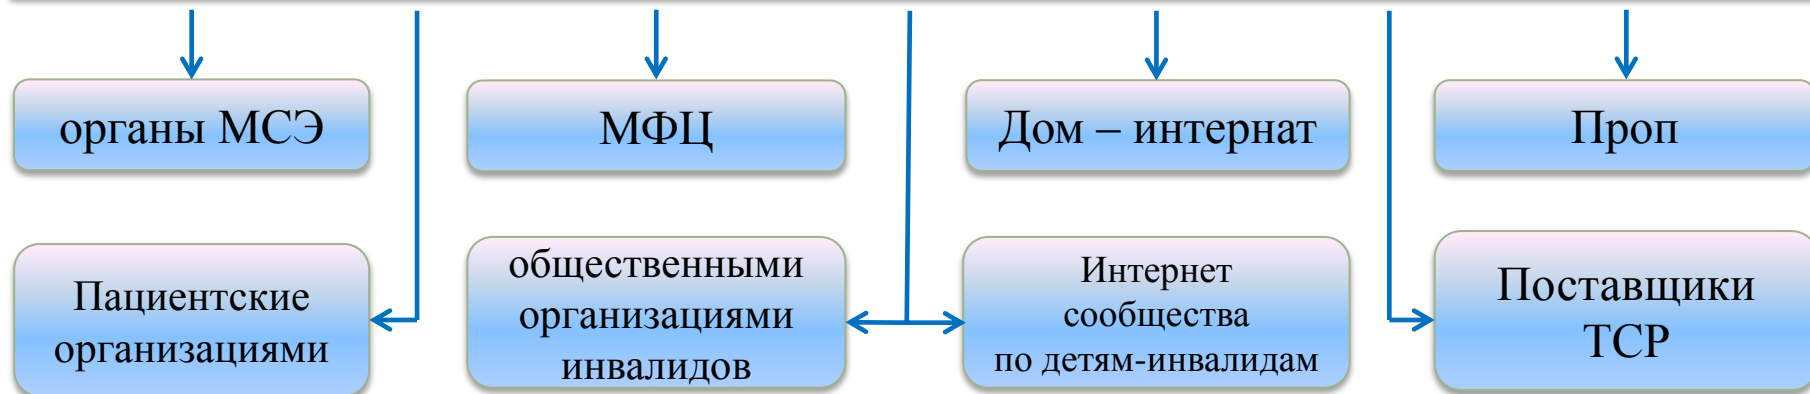 органы МСЭ
МФЦ
Дом – интернат
Проп
Пациентские
организациями
общественными
организациями
инвалидов
Интернет
сообщества
по детям-инвалидам
Поставщики
ТСР